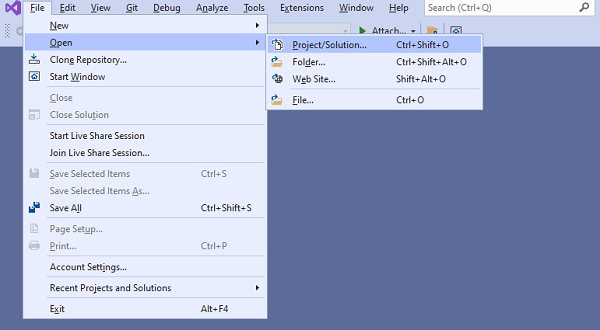 File Edit View Git Debug Analyze Tools Extensions Window Help Search (Ctrl+Q)
New
Attach...
Open
Project/Solution... Ctrl+Shift+O
Clone Repository...
Folder... Ctrl+Shift+Alt+O
Start Window
Web Site... Shift+Alt+O
Close
File... Ctrl+O
Close Solution
Start Live Share Session
Join Live Share Session...
Save Selected Items Ctrl+S
Save Selected Items As...
Save All Ctrl+Shift+S
Page Setup...
Print... Ctrl+P
Account Settings...
Recent Projects and Solutions
Exit Alt+F4